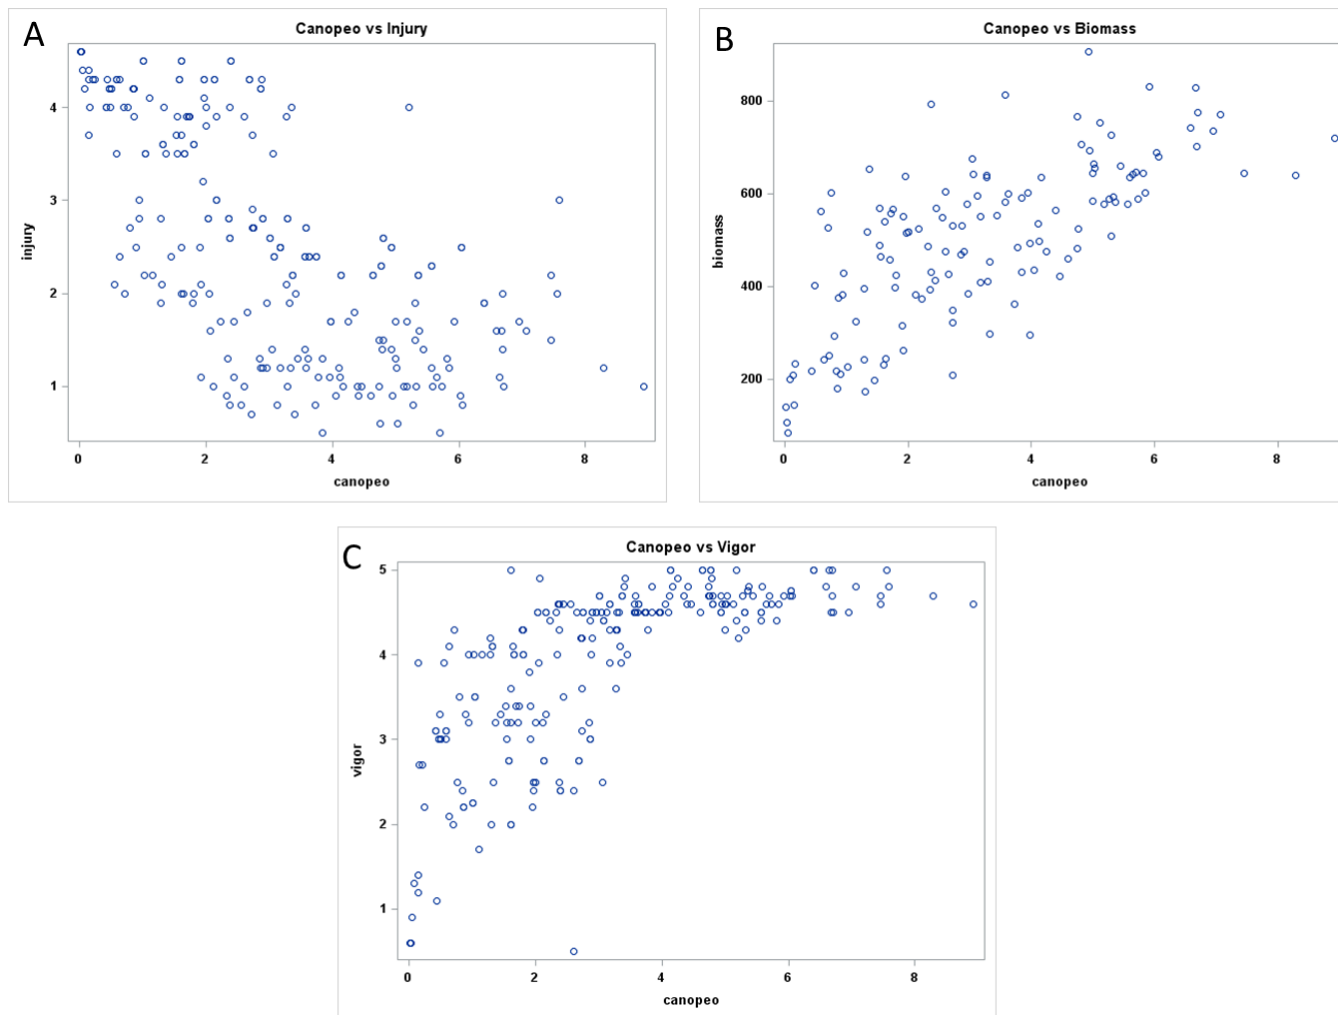 A
Canopeo vs Injury
4
3
2
1
injury
0 2 4 6 8
canopeo
B
Canopeo vs Biomass
800
600
400
200
biomass
0 2 4 6 8
canopeo
C
Canopeo vs Vigor
5
4
3
2
1
vigor
0 2 4 6 8
canopeo